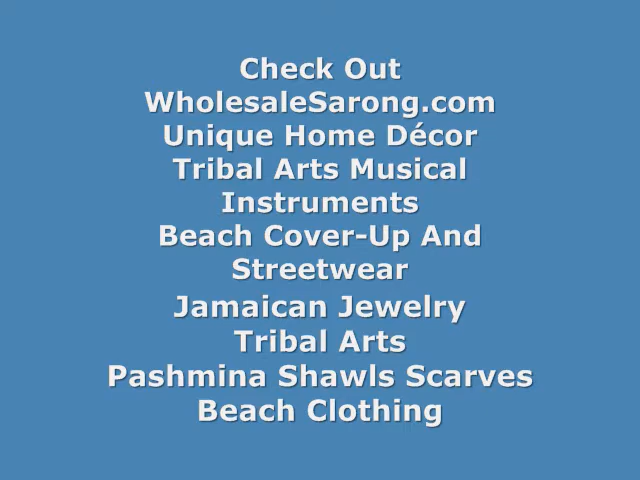 Check Out
WholesaleSarong.com
Unique Home Décor
Tribal Arts Musical
Instruments
Beach Cover-Up And
Streetwear
Jamaican Jewelry
Tribal Arts
Pashmina Shawls Scarves
Beach Clothing